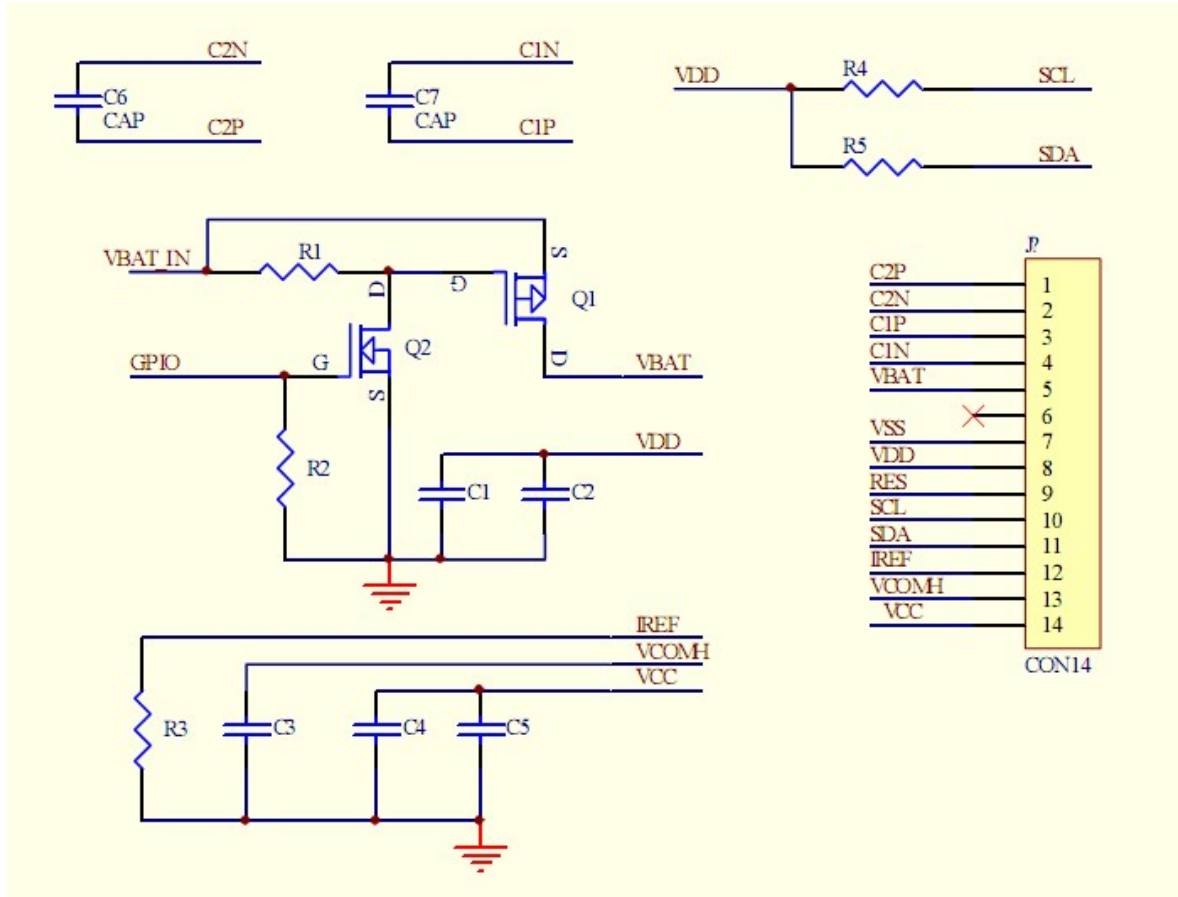 C2N
C6
CAP
C2P
C1N
C7
CAP
C1P
VDD
R4
SCL
R5
SDA
VBAT_IN
R1
S
D
G
Q1
D
VBAT
GPIO
G
Q2
S
R2
VDD
C1
C2
IREF
VCOMH
VCC
R3
C3
C4
C5
J?
C2P 1
C2N 2
C1P 3
C1N 4
VBAT 5
6
VSS 7
VDD 8
RES 9
SCL 10
SDA 11
IREF 12
VCOMH 13
VCC 14
CON14